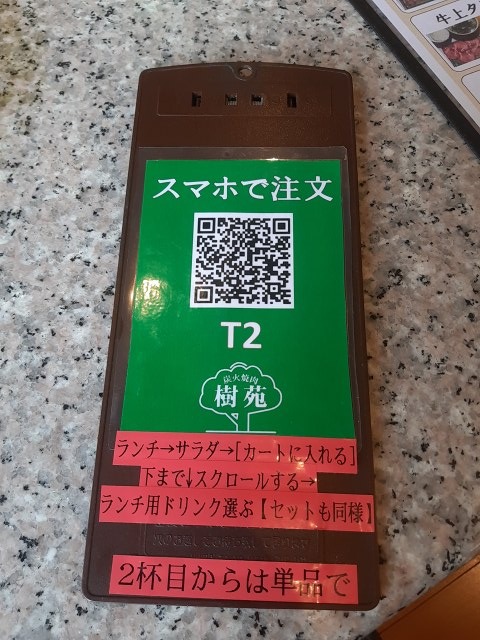 牛上タ
スマホで注文
T2
炭火焼肉
樹苑
ランチ→サラダ→[カートに入れる]
下まで↓スクロールする→
ランチ用ドリンク選ぶ【セットも同様】
2杯目からは単品で